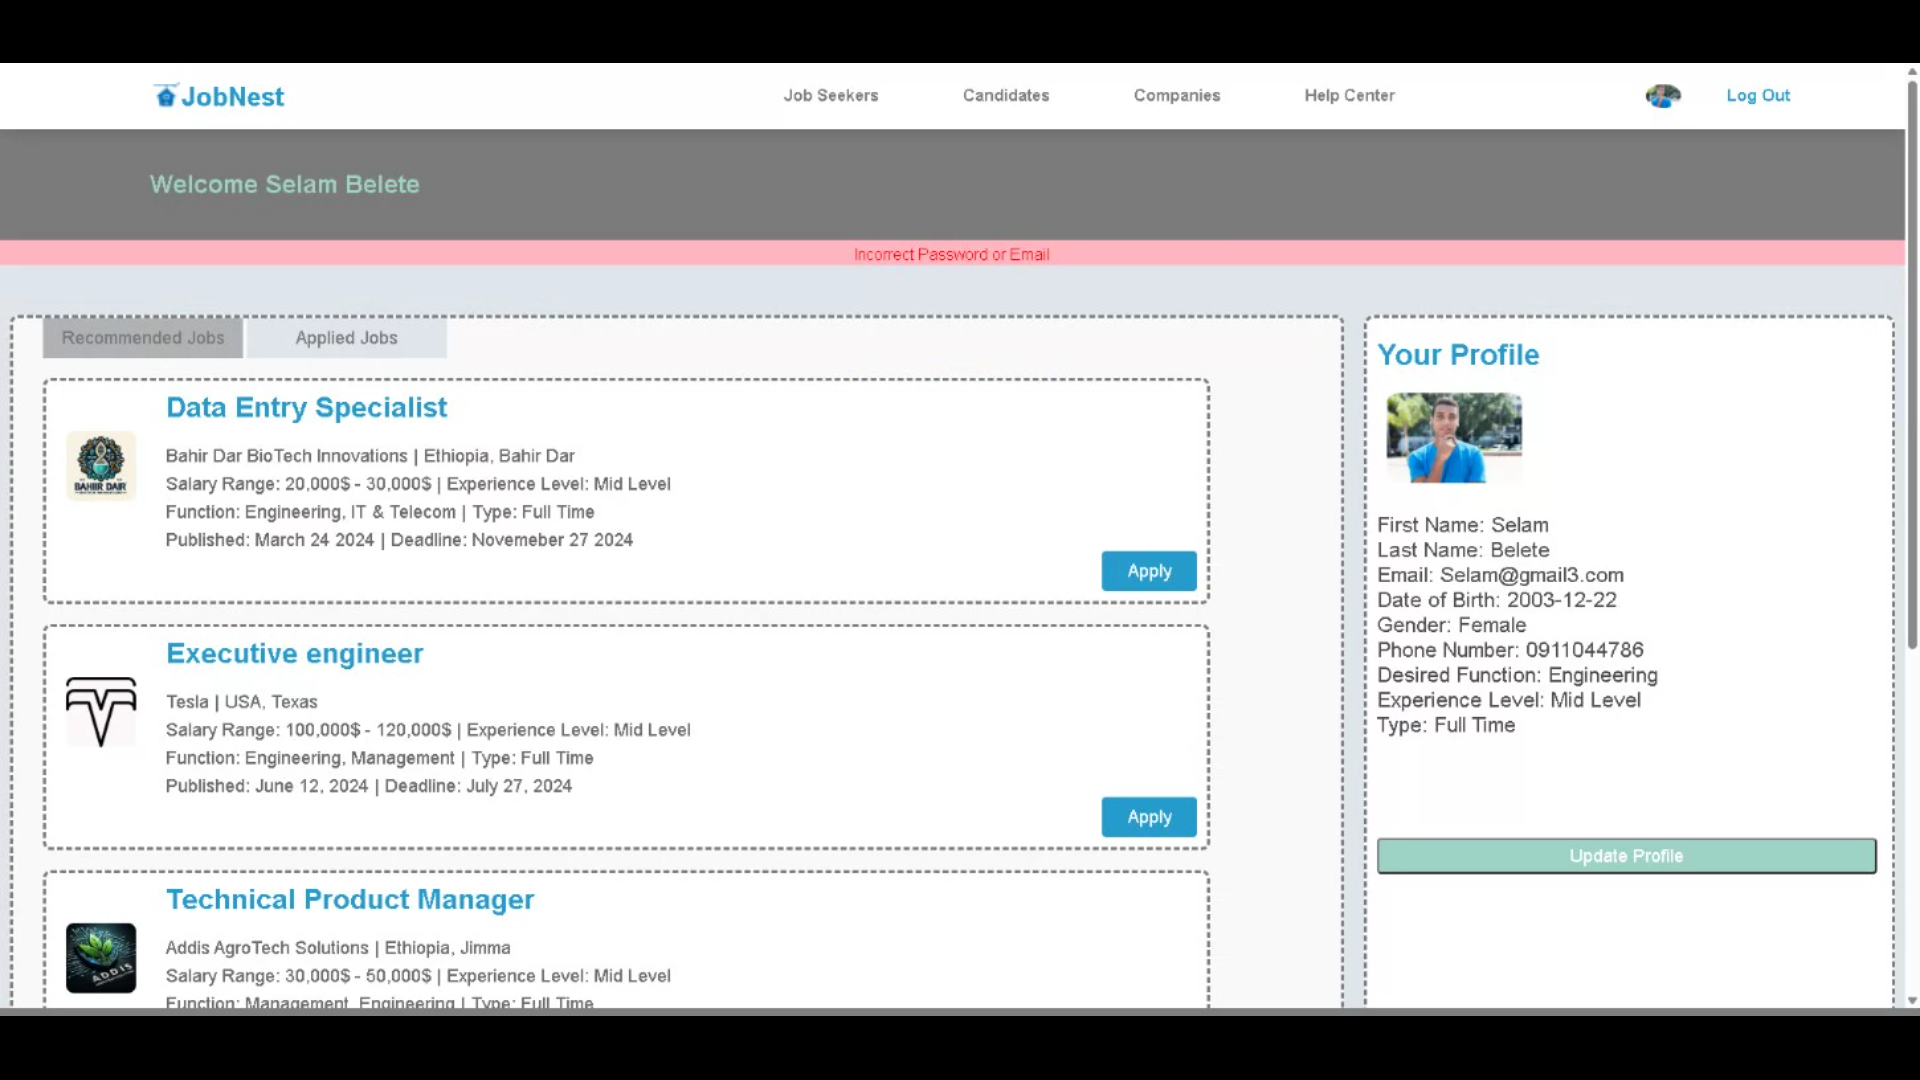 JobNest
Job Seekers
Candidates
Companies
Help Center
Log Out
Welcome Selam Belete
Incorrect Password or Email
Recommended Jobs
Applied Jobs
Data Entry Specialist
Bahir Dar BioTech Innovations | Ethiopia, Bahir Dar
Salary Range: 20,000$ - 30,000$ | Experience Level: Mid Level
Function: Engineering, IT & Telecom | Type: Full Time
Published: March 24 2024 | Deadline: Novemeber 27 2024
Apply
Executive engineer
Tesla | USA, Texas
Salary Range: 100,000$ - 120,000$ | Experience Level: Mid Level
Function: Engineering, Management | Type: Full Time
Published: June 12, 2024 | Deadline: July 27, 2024
Apply
Technical Product Manager
ADDIS
Addis AgroTech Solutions | Ethiopia, Jimma
Salary Range: 30,000$ - 50,000$ | Experience Level: Mid Level
Function: Management, Engineering | Type: Full Time
Your Profile
First Name: Selam
Last Name: Belete
Email: Selam@gmail3.com
Date of Birth: 2003-12-22
Gender: Female
Phone Number: 0911044786
Desired Function: Engineering
Experience Level: Mid Level
Type: Full Time
Update Profile